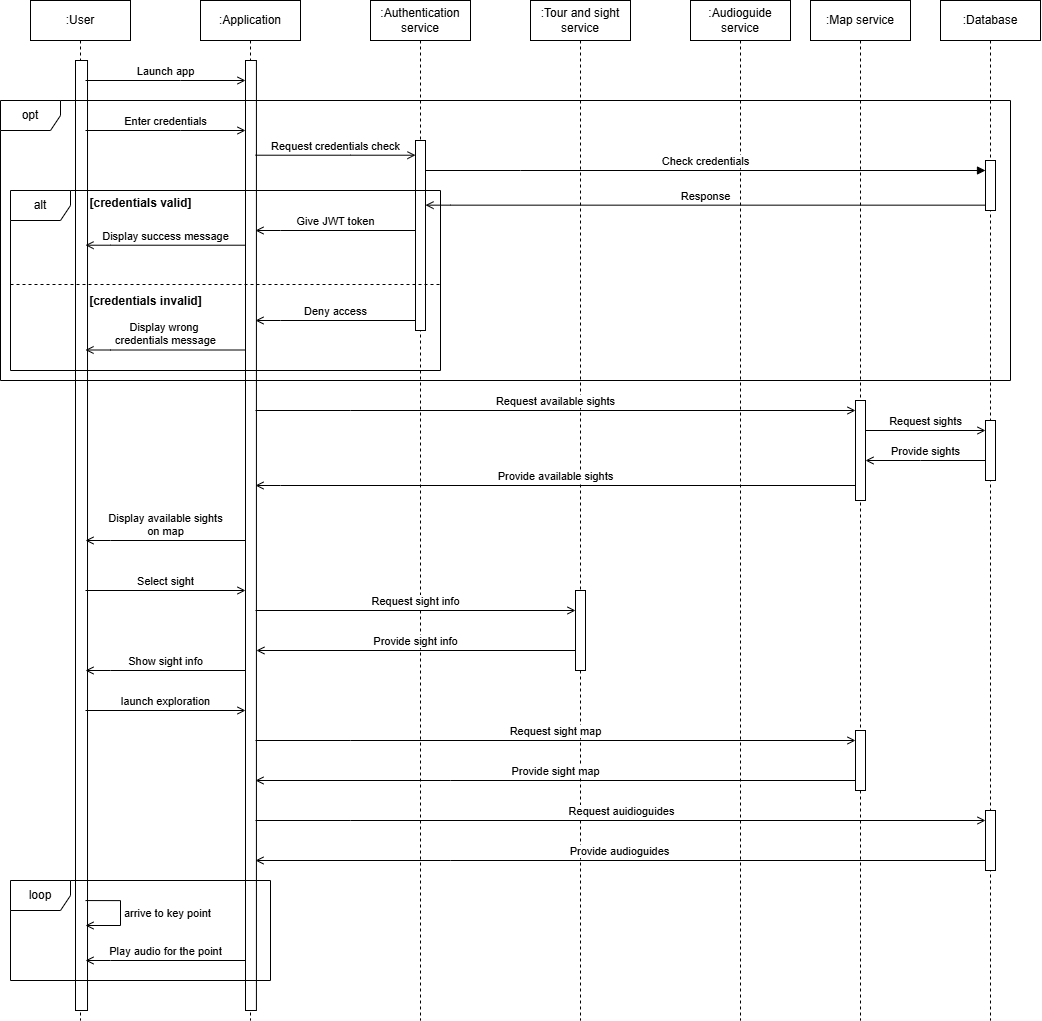 :User
:Application
:Authentication
service
:Tour and sight
service
:Audioguide
service
:Map service
:Database
Launch app
opt
Enter credentials
Request credentials check
Check credentials
alt
[credentials valid]
Response
Give JWT token
Display success message
[credentials invalid]
Deny access
Display wrong
credentials message
Request available sights
Request sights
Provide sights
Provide available sights
Display available sights
on map
Select sight
Request sight info
Provide sight info
Show sight info
launch exploration
Request sight map
Provide sight map
Request auidioguides
Provide audioguides
loop
arrive to key point
Play audio for the point